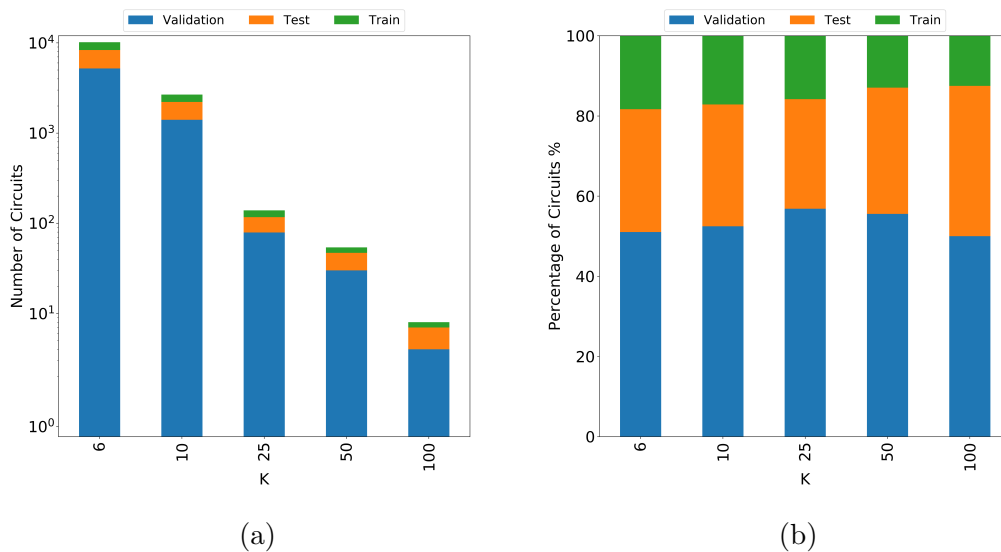 Validation Test Train
Number of Circuits
10^4
10^3
10^2
10^1
10^0
6 10 25 50 100
K
(a)
Validation Test Train
Percentage of Circuits %
100
80
60
40
20
0
6 10 25 50 100
K
(b)